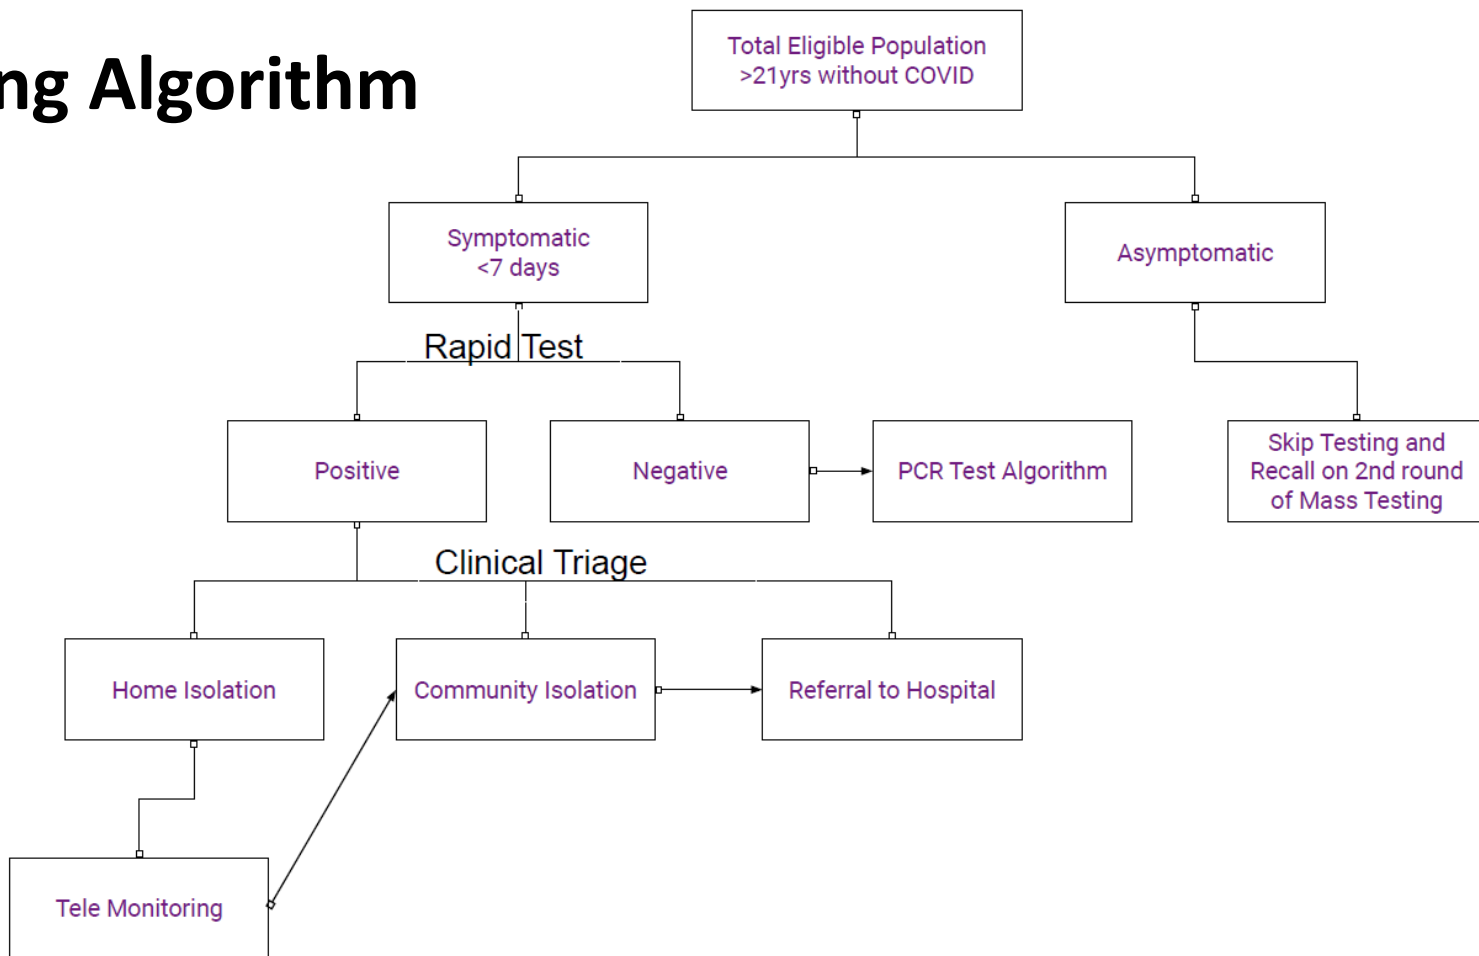 ng Algorithm
Total Eligible Population
>21yrs without COVID
Symptomatic
<7 days
Asymptomatic
Rapid Test
Positive
Negative
PCR Test Algorithm
Skip Testing and
Recall on 2nd round
of Mass Testing
Clinical Triage
Home Isolation
Community Isolation
Referral to Hospital
Tele Monitoring